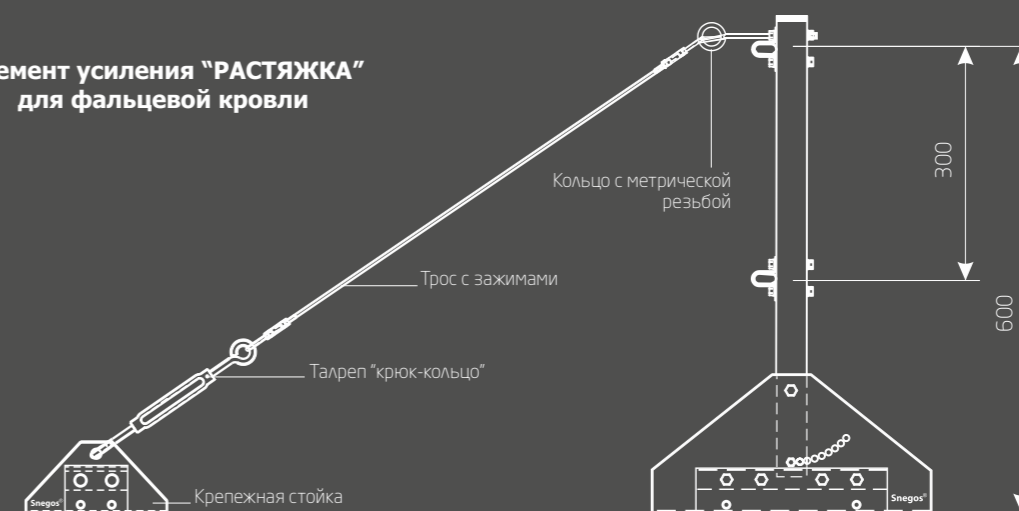 емент усиления “РАСТЯЖКА”
для фальцевой кровли
Кольцо с метрической
резьбой
300
Трос с зажимами
600
Талреп "крюк-кольцо"
Крепежная стойка
Snegos®
Snegos®